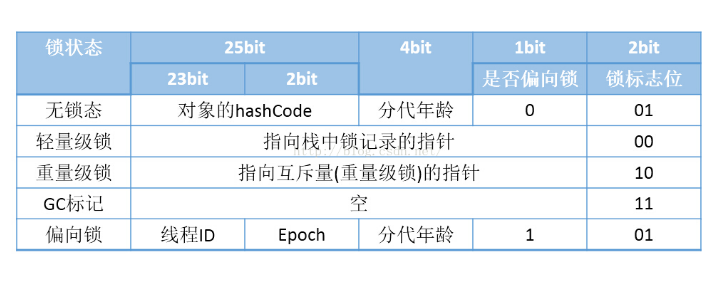 锁状态 25bit 4bit 1bit 2bit
23bit 2bit 是否偏向锁 锁标志位
无锁态 对象的hashCode 分代年龄 0 01
轻量级锁 指向栈中锁记录的指针 00
重量级锁 指向互斥量(重量级锁)的指针 10
GC标记 空 11
偏向锁 线程ID Epoch 分代年龄 1 01